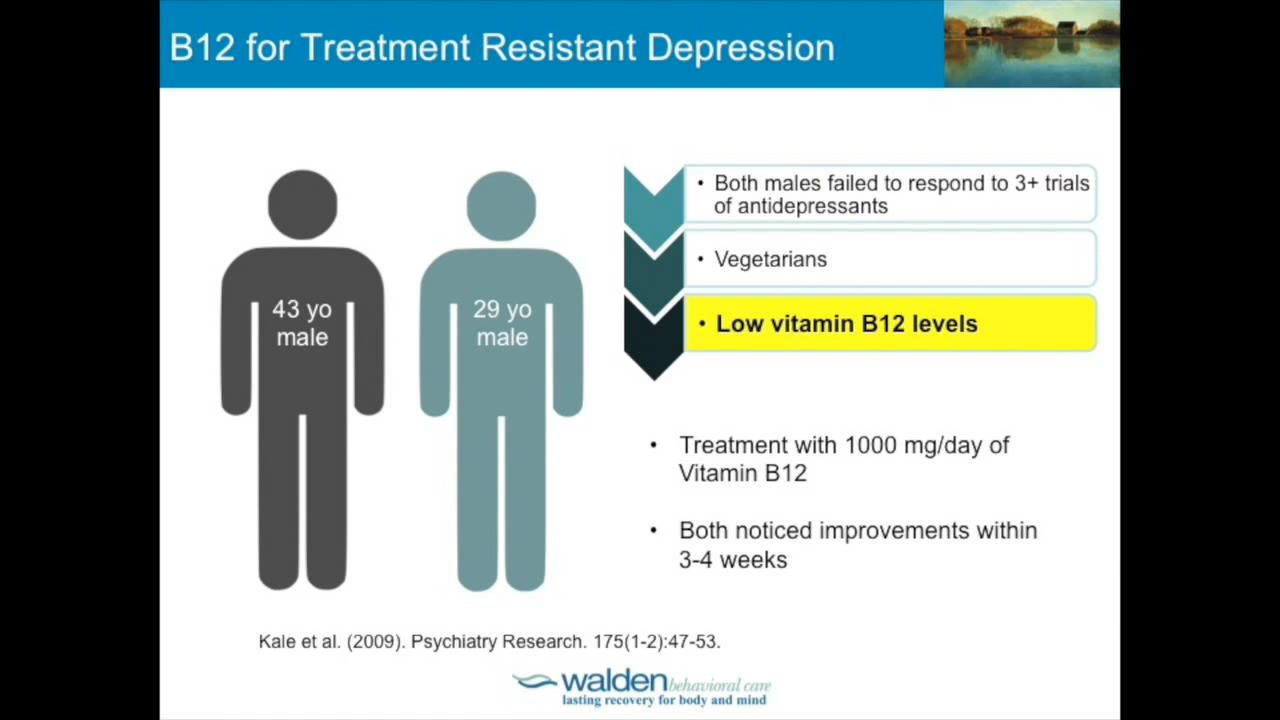 B12 for Treatment Resistant Depression
43 yo
male
29 yo
male
• Both males failed to respond to 3+ trials
of antidepressants
• Vegetarians
• Low vitamin B12 levels
• Treatment with 1000 mg/day of
Vitamin B12
• Both noticed improvements within
3-4 weeks
Kale et al. (2009). Psychiatry Research. 175(1-2):47-53.
walden behavioral care
lasting recovery for body and mind